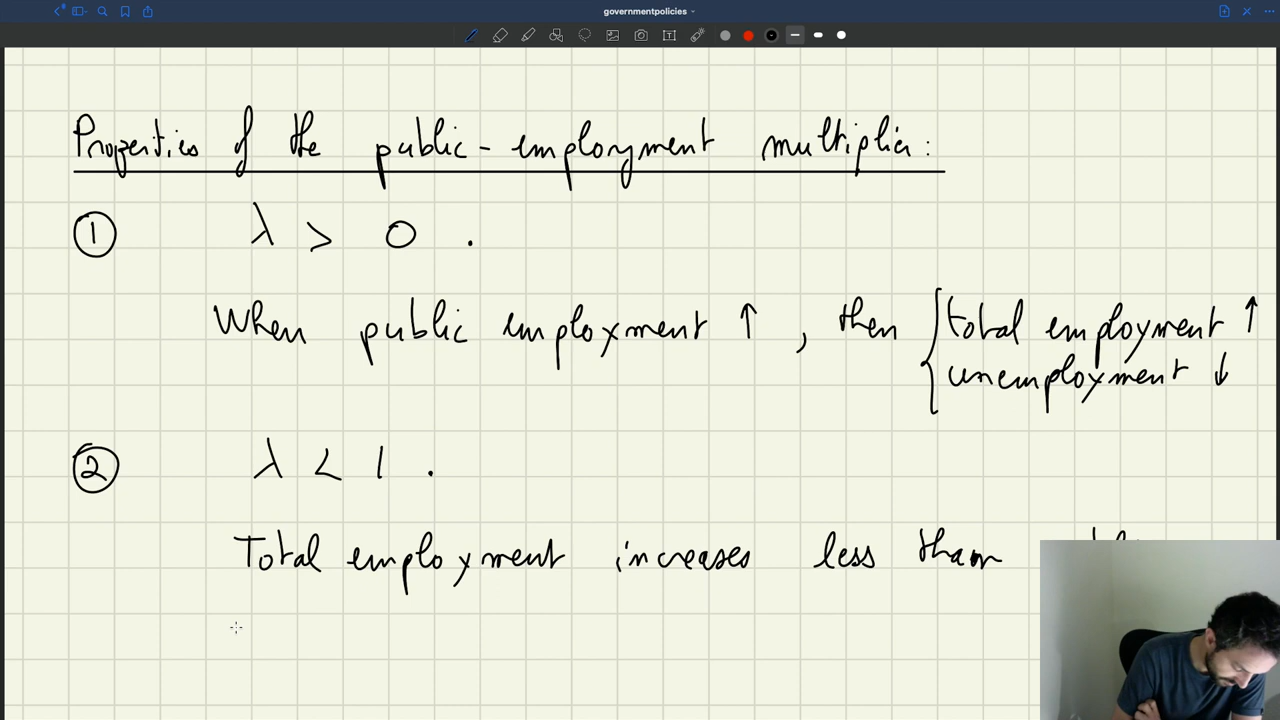 governmentpolicies
Properties of the public-employment multiplier:
① λ > 0 .
When public employment ↑ , then { total employment ↑
unemployment ↓
② λ < 1 .
Total employment increases less than